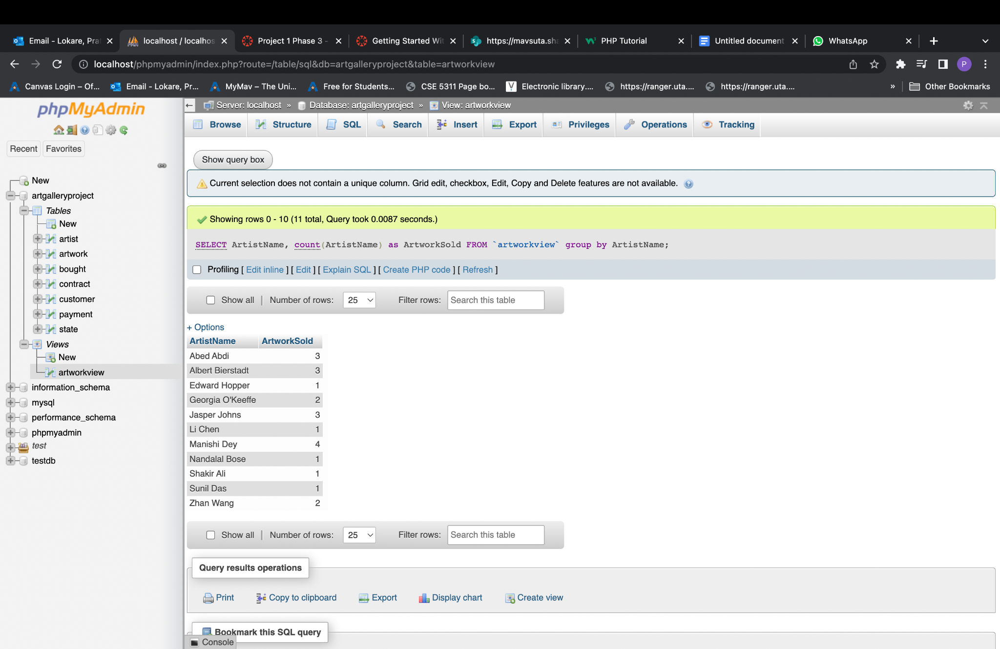 Email - Lokare, Pra
localhost / localhos
Project 1 Phase 3 -
Getting Started Wit
https://mavsuta.sha
PHP Tutorial
Untitled document
WhatsApp
localhost/phpmyadmin/index.php?route=/table/sql&db=artgalleryproject&table=artworkview
P
Canvas Login – Of...
Email - Lokare, Pr...
MyMav – The Uni...
Free for Students...
CSE 5311 Page bo...
Electronic library....
https://ranger.uta....
https://ranger.uta....
»
Other Bookmarks
phpMyAdmin
Recent
Favorites
New
artgalleryproject
Tables
New
artist
artwork
bought
contract
customer
payment
state
Views
New
artworkview
information_schema
mysql
performance_schema
phpmyadmin
test
testdb
Server: localhost » Database: artgalleryproject » View: artworkview
Browse
Structure
SQL
Search
Insert
Export
Privileges
Operations
Tracking
Show query box
Current selection does not contain a unique column. Grid edit, checkbox, Edit, Copy and Delete features are not available.
Showing rows 0 - 10 (11 total, Query took 0.0087 seconds.)
SELECT ArtistName, count(ArtistName) as ArtworkSold FROM `artworkview` group by ArtistName;
Profiling [ Edit inline ] [ Edit ] [ Explain SQL ] [ Create PHP code ] [ Refresh ]
Show all | Number of rows: 25 Filter rows: Search this table
+ Options
ArtistName ArtworkSold
Abed Abdi 3
Albert Bierstadt 3
Edward Hopper 1
Georgia O'Keeffe 2
Jasper Johns 3
Li Chen 1
Manishi Dey 4
Nandalal Bose 1
Shakir Ali 1
Sunil Das 1
Zhan Wang 2
Show all | Number of rows: 25 Filter rows: Search this table
Query results operations
Print
Copy to clipboard
Export
Display chart
Create view
Bookmark this SQL query
Console